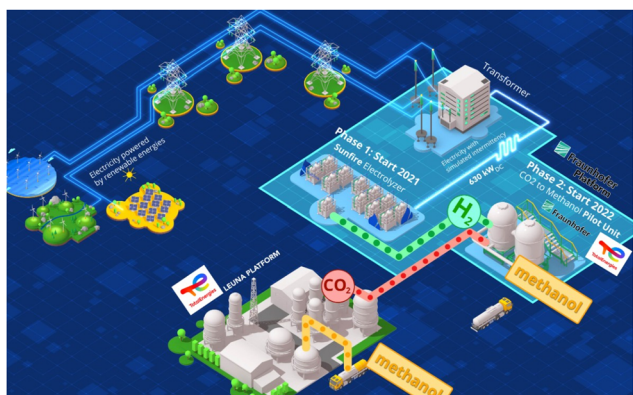 Transformer
Electricity powered
by renewable energies
Electricity with
simulated intermittency
630 kW DC
Phase 1: Start 2021
Sunfire Electrolyzer
Fraunhofer
Platform
Phase 2: Start 2022
CO2 to Methanol Pilot Unit
Fraunhofer
H2
TotalEnergies
methanol
CO2
LEUNA PLATFORM
TotalEnergies
methanol